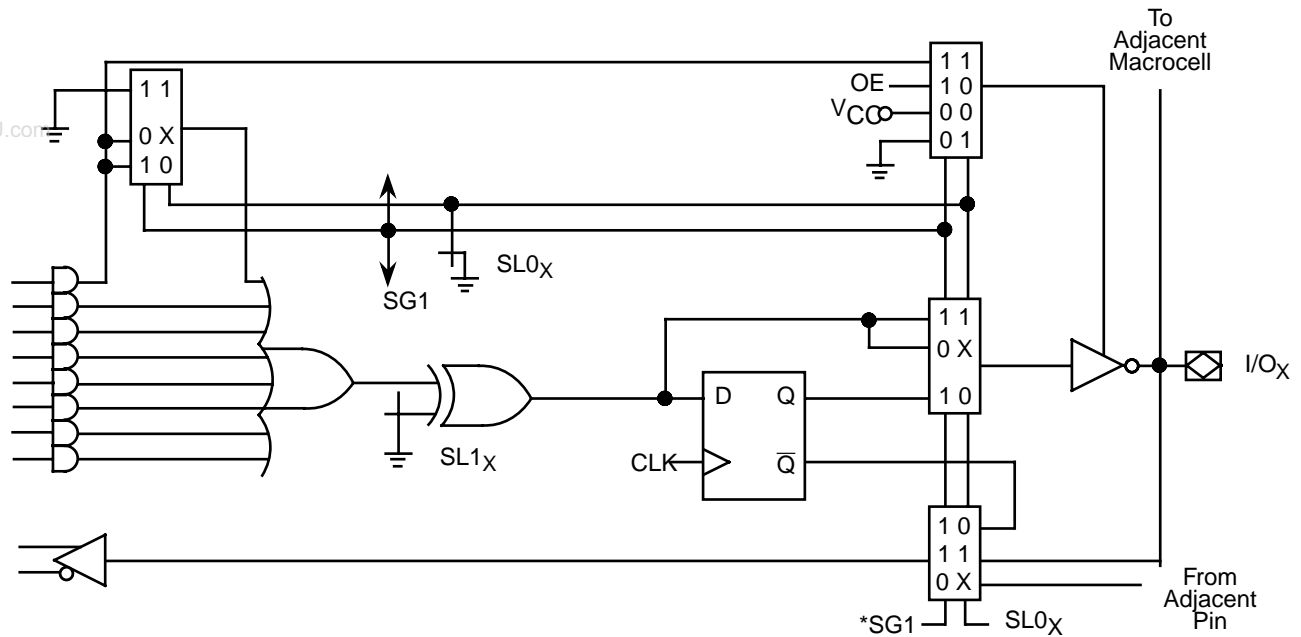 To
Adjacent
Macrocell
1 1
0 X
1 0
1 1
1 0
0 0
0 1
OE
VCC
J.com
SL0X
SG1
1 1
0 X
1 0
I/OX
D Q
CLK Q
SL1X
1 0
1 1
0 X
From
Adjacent
Pin
*SG1 SL0X